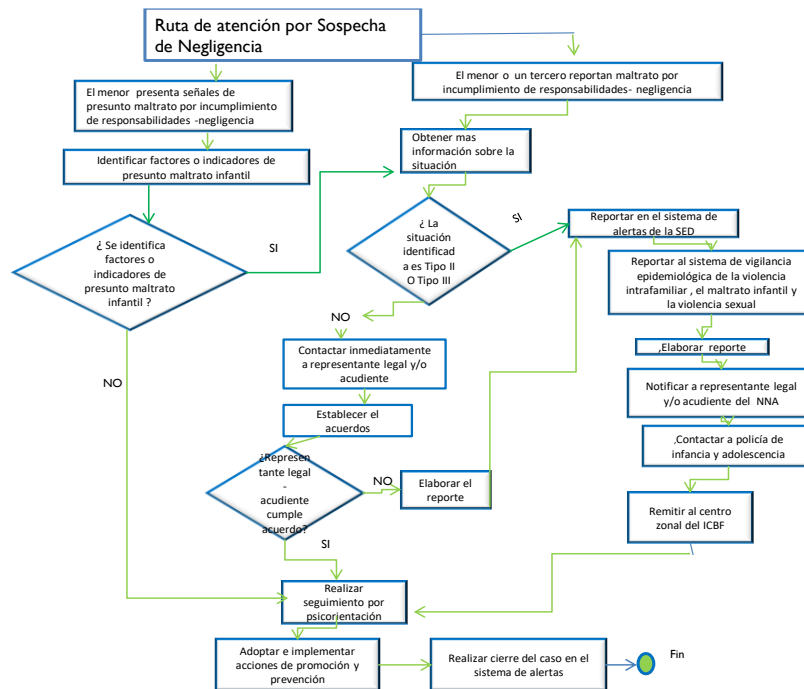 Ruta de atención por Sospecha
de Negligencia
El menor presenta señales de
presunto maltrato por incumplimiento
de responsabilidades -negligencia
El menor o un tercero reportan maltrato por
incumplimiento de responsabilidades- negligencia
Identificar factores o indicadores de
presunto maltrato infantil
Obtener mas
información sobre la
situación
¿ Se identifica
factores o
indicadores de
presunto maltrato
infantil ?
SI
¿ La
situación
identificad
a es Tipo II
O Tipo III
SI
Reportar en el sistema de
alertas de la SED
Reportar al sistema de vigilancia
epidemiológica de la violencia
intrafamiliar , el maltrato infantil y
la violencia sexual
NO
Contactar inmediatamente
a representante legal y/o
acudiente
,Elaborar reporte
NO
Notificar a representante legal
y/o acudiente del NNA
Establecer el
acuerdos
,Contactar a policía de
infancia y adolescencia
¿Represen
tante legal
-
acudiente
cumple
acuerdo?
NO
Elaborar el
reporte
Remitir al centro
zonal del ICBF
SI
Realizar
seguimiento por
psicorientación
Adoptar e implementar
acciones de promoción y
prevención
Realizar cierre del caso en el
sistema de alertas
Fin